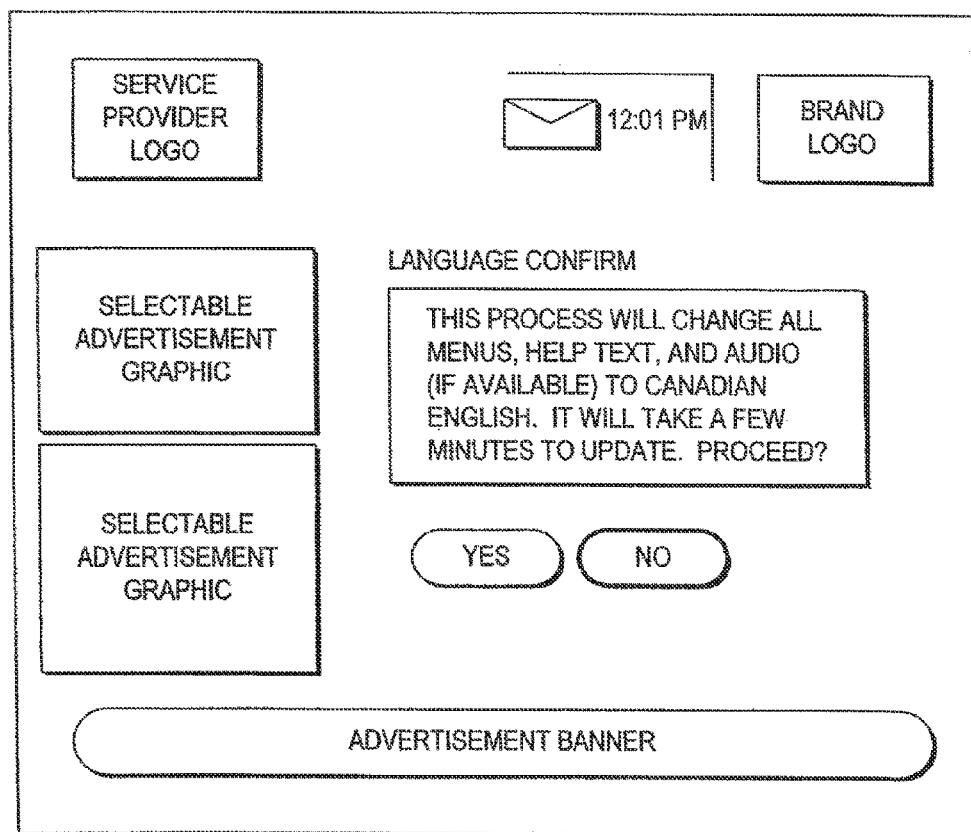 SERVICE
PROVIDER
LOGO
12:01 PM
BRAND
LOGO
SELECTABLE
ADVERTISEMENT
GRAPHIC
LANGUAGE CONFIRM
THIS PROCESS WILL CHANGE ALL
MENUS, HELP TEXT, AND AUDIO
(IF AVAILABLE) TO CANADIAN
ENGLISH. IT WILL TAKE A FEW
MINUTES TO UPDATE. PROCEED?
SELECTABLE
ADVERTISEMENT
GRAPHIC
YES
NO
ADVERTISEMENT BANNER